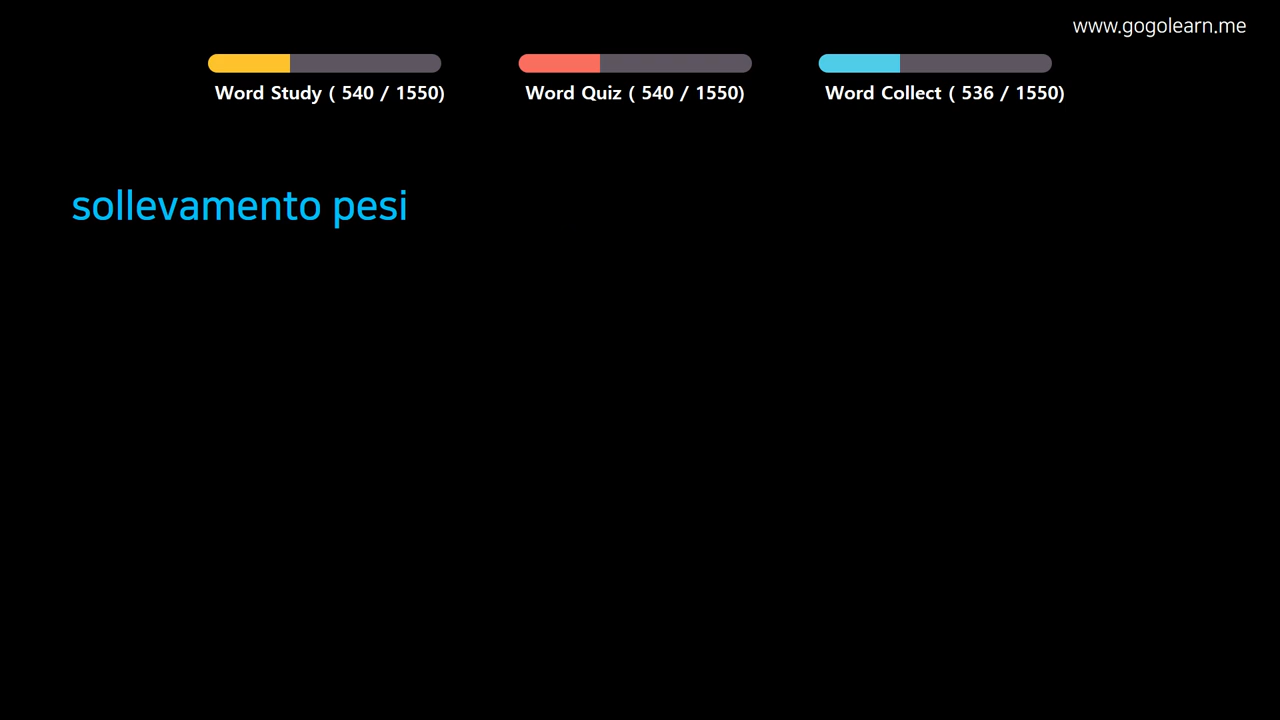 www.gogolearn.me
Word Study ( 540 / 1550)
Word Quiz ( 540 / 1550)
Word Collect ( 536 / 1550)
sollevamento pesi